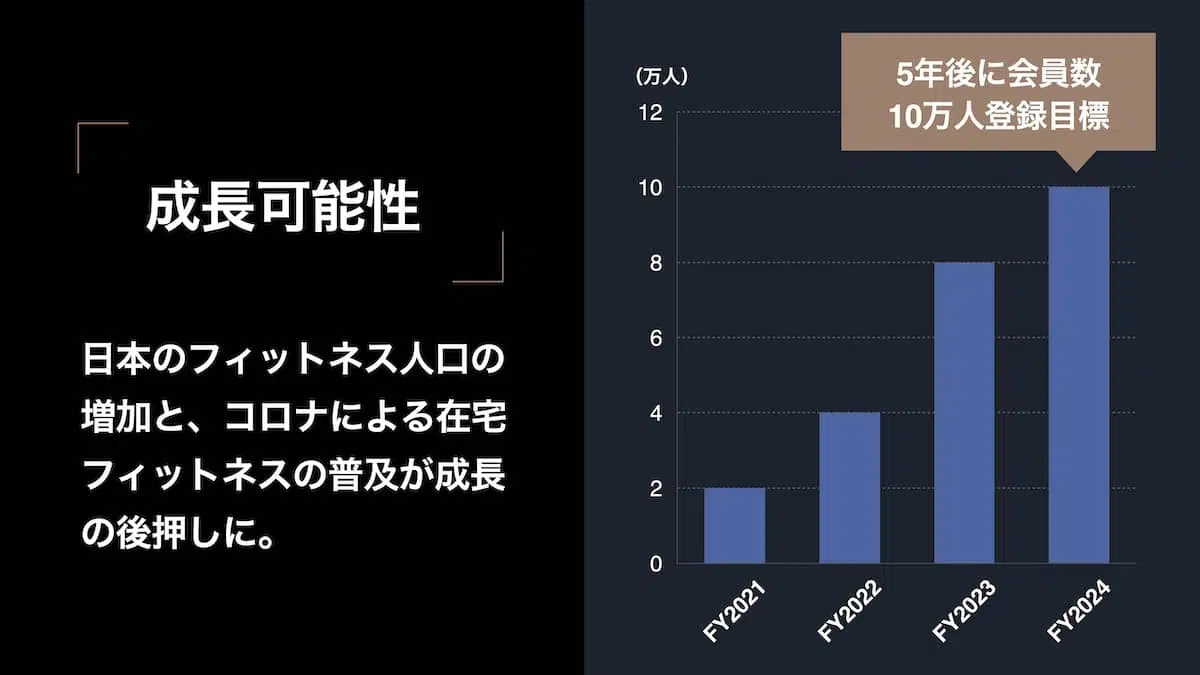 成長可能性
日本のフィットネス人口の
増加と、コロナによる在宅
フィットネスの普及が成長
の後押しに。
5年後に会員数
10万人登録目標
（万人）
12
10
8
6
4
2
0
FY2021
FY2022
FY2023
FY2024